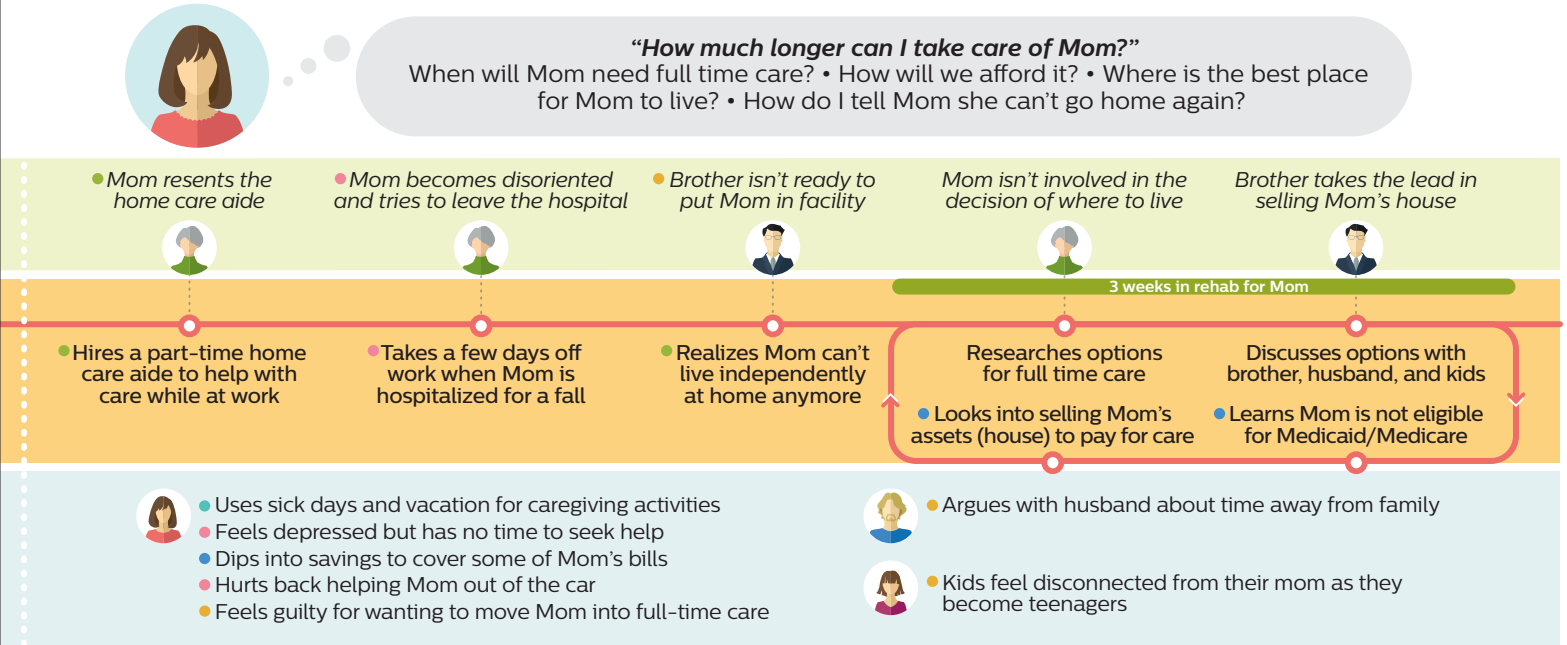 “How much longer can I take care of Mom?”
When will Mom need full time care? • How will we afford it? • Where is the best place
for Mom to live? • How do I tell Mom she can’t go home again?
Mom resents the
home care aide
Mom becomes disoriented
and tries to leave the hospital
Brother isn’t ready to
put Mom in facility
Mom isn’t involved in the
decision of where to live
Brother takes the lead in
selling Mom’s house
3 weeks in rehab for Mom
Hires a part-time home
care aide to help with
care while at work
Takes a few days off
work when Mom is
hospitalized for a fall
Realizes Mom can’t
live independently
at home anymore
Researches options
for full time care
Looks into selling Mom’s
assets (house) to pay for care
Discusses options with
brother, husband, and kids
Learns Mom is not eligible
for Medicaid/Medicare
Uses sick days and vacation for caregiving activities
Feels depressed but has no time to seek help
Dips into savings to cover some of Mom’s bills
Hurts back helping Mom out of the car
Feels guilty for wanting to move Mom into full-time care
Argues with husband about time away from family
Kids feel disconnected from their mom as they
become teenagers